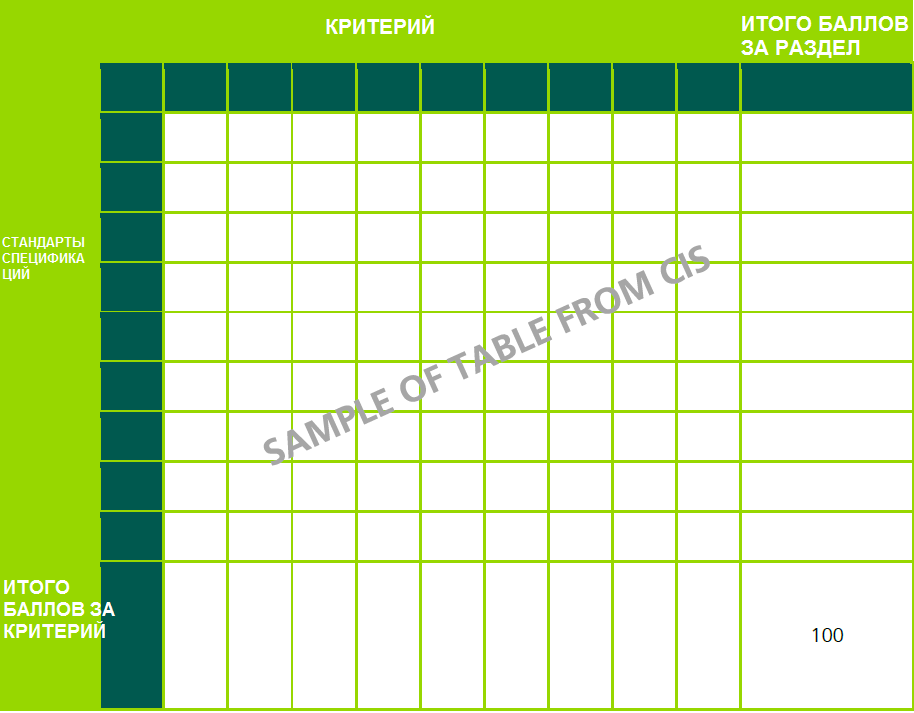 КРИТЕРИЙ
ИТОГО БАЛЛОВ
ЗА РАЗДЕЛ
СТАНДАРТЫ
СПЕЦИФИКА
ЦИЙ
SAMPLE OF TABLE FROM CIS
ИТОГО
БАЛЛОВ ЗА
КРИТЕРИЙ
100